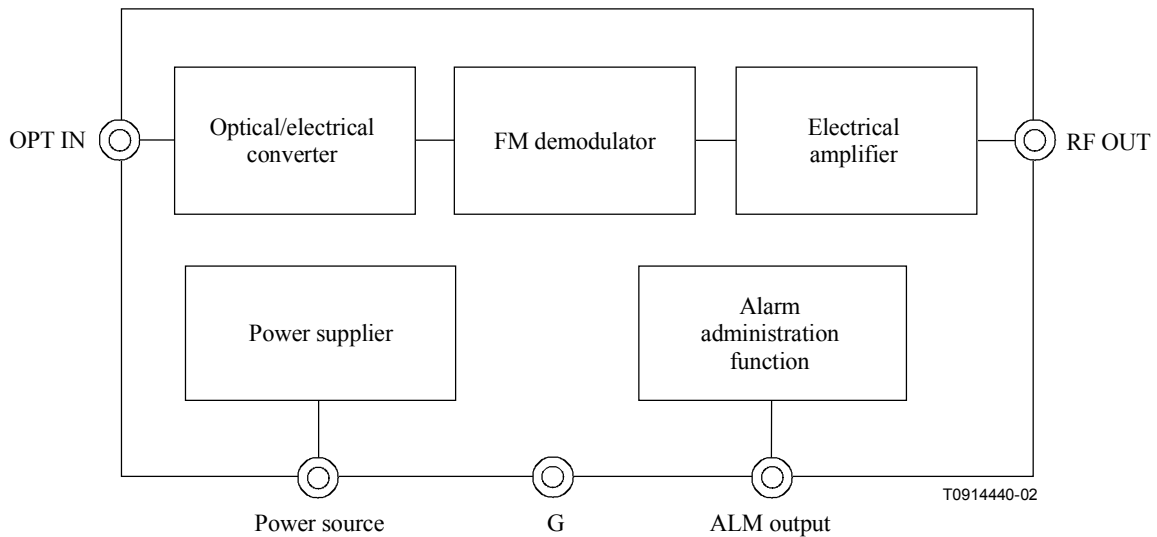 OPT IN
Optical/electrical
converter
FM demodulator
Electrical
amplifier
RF OUT
Power supplier
Alarm
administration
function
T0914440-02
Power source
G
ALM output